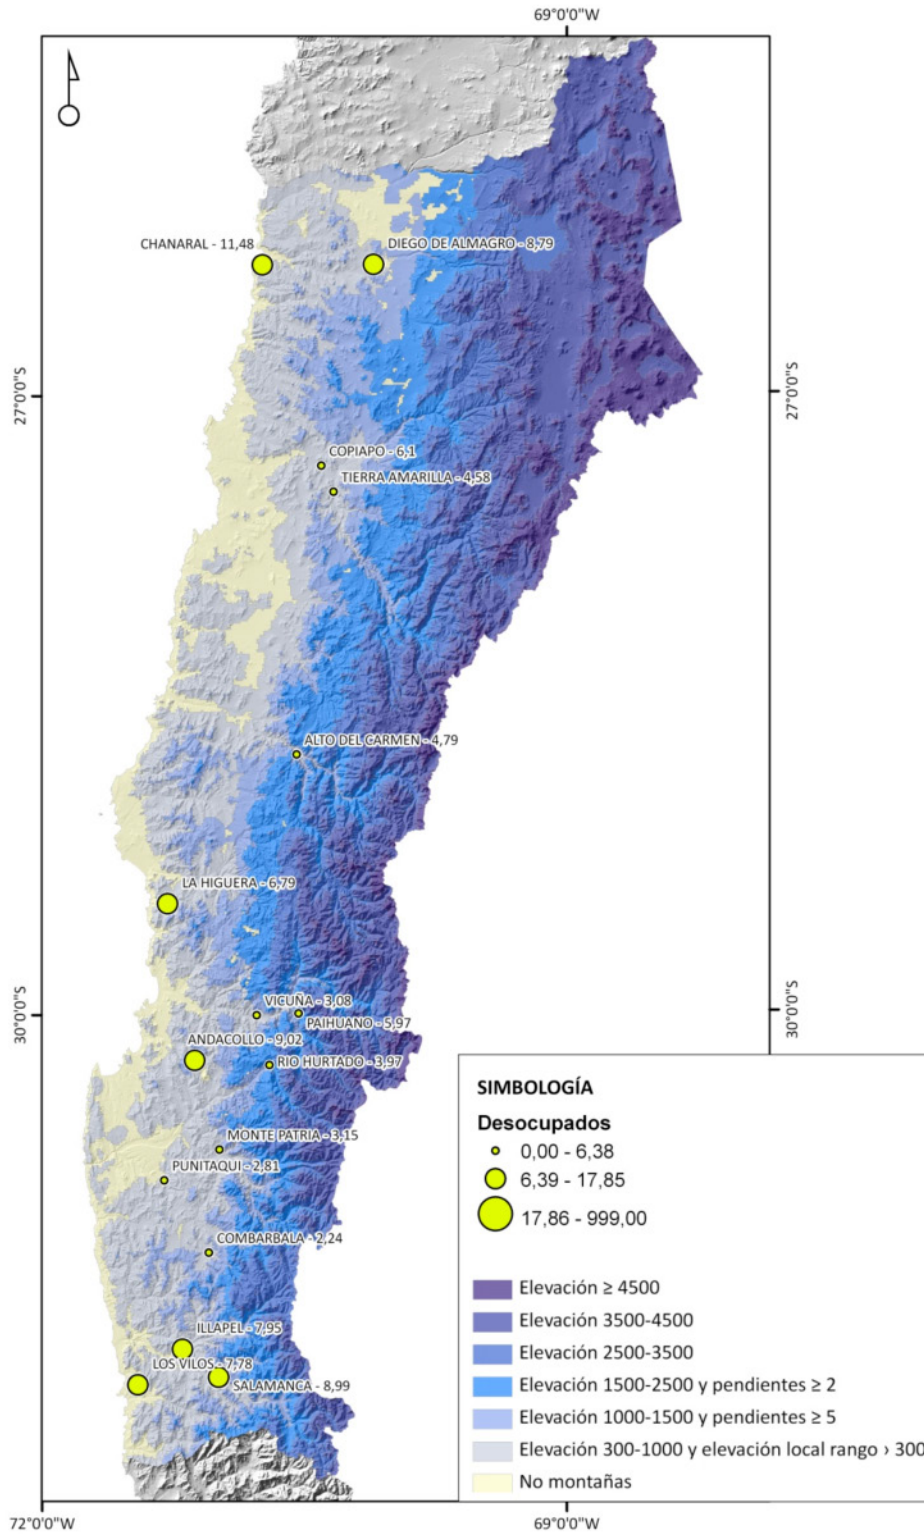 69°0'0"W
CHANARAL - 11,48
DIEGO DE ALMAGRO - 8,79
27°0'0"S
27°0'0"S
COPIAPO - 6,1
TIERRA AMARILLA - 4,58
ALTO DEL CARMEN - 4,79
LA HIGUERA - 6,79
30°0'0"S
30°0'0"S
VICUÑA - 3,08
PAIHUANO - 5,97
ANDACOLLO - 9,02
RIO HURTADO - 3,97
MONTE PATRIA - 3,15
PUNITAQUI - 2,81
COMBARBALA - 2,24
ILLAPEL - 7,95
LOS VILOS - 7,78
SALAMANCA - 8,99
SIMBOLOGÍA
Desocupados
0,00 - 6,38
6,39 - 17,85
17,86 - 999,00
Elevación ≥ 4500
Elevación 3500-4500
Elevación 2500-3500
Elevación 1500-2500 y pendientes ≥ 2
Elevación 1000-1500 y pendientes ≥ 5
Elevación 300-1000 y elevación local rango › 300
No montañas
72°0'0"W
69°0'0"W